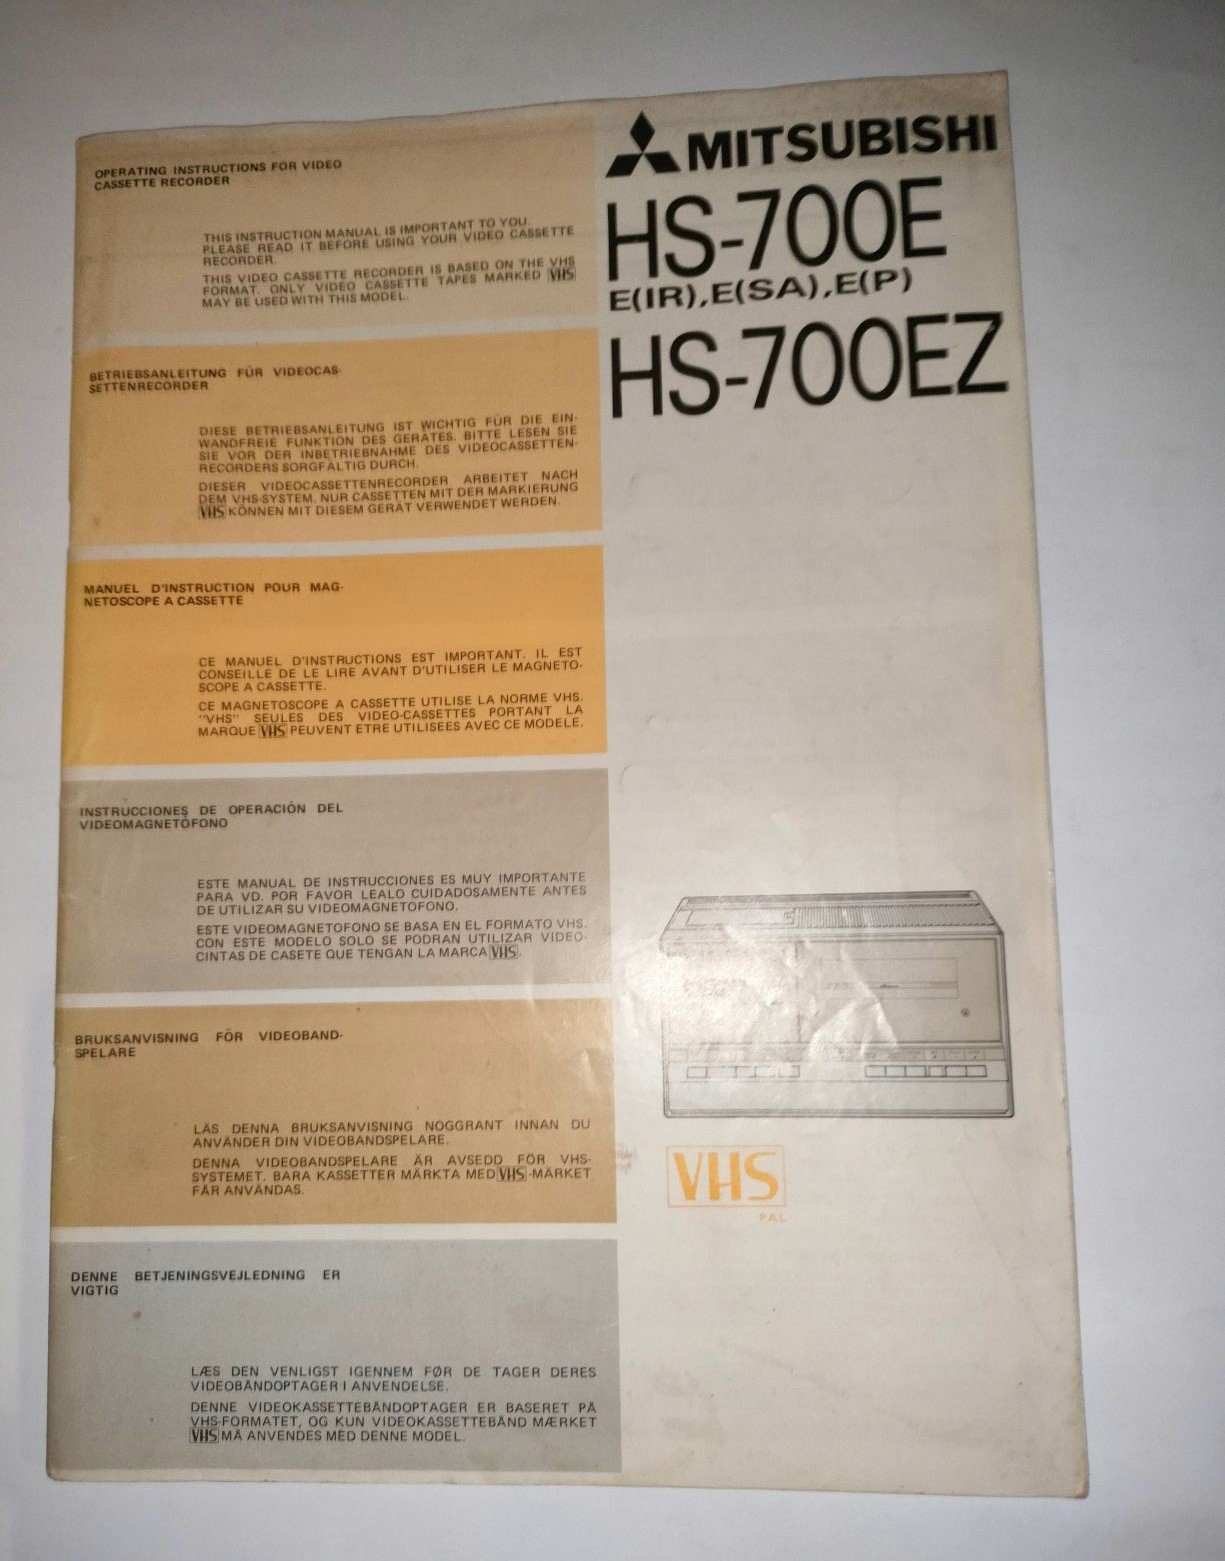 OPERATING INSTRUCTIONS FOR VIDEO
CASSETTE RECORDER
THIS INSTRUCTION MANUAL IS IMPORTANT TO YOU.
PLEASE READ IT BEFORE USING YOUR VIDEO CASSETTE
RECORDER.
THIS VIDEO CASSETTE RECORDER IS BASED ON THE VHS
FORMAT. ONLY VIDEO CASSETTE TAPES MARKED VHS
MAY BE USED WITH THIS MODEL.
BETRIEBSANLEITUNG FÜR VIDEOCAS-
SETTENRECORDER
DIESE BETRIEBSANLEITUNG IST WICHTIG FÜR DIE EIN-
WANDFREIE FUNKTION DES GERÄTES. BITTE LESEN SIE
SIE VOR DER INBETRIEBNAHME DES VIDEOCASSETTEN-
RECORDERS SORGFÄLTIG DURCH.
DIESER VIDEOCASSETTENRECORDER ARBEITET NACH
DEM VHS-SYSTEM. NUR CASSETTEN MIT DER MARKIERUNG
VHS KÖNNEN MIT DIESEM GERÄT VERWENDET WERDEN.
MANUEL D'INSTRUCTION POUR MAG-
NETOSCOPE A CASSETTE
CE MANUEL D'INSTRUCTIONS EST IMPORTANT. IL EST
CONSEILLE DE LE LIRE AVANT D'UTILISER LE MAGNETO-
SCOPE A CASSETTE.
CE MAGNETOSCOPE A CASSETTE UTILISE LA NORME VHS.
"VHS" SEULES DES VIDEO-CASSETTES PORTANT LA
MARQUE VHS PEUVENT ETRE UTILISEES AVEC CE MODELE.
INSTRUCCIONES DE OPERACIÓN DEL
VIDEOMAGNETÓFONO
ESTE MANUAL DE INSTRUCCIONES ES MUY IMPORTANTE
PARA VD. POR FAVOR LEALO CUIDADOSAMENTE ANTES
DE UTILIZAR SU VIDEOMAGNETOFONO.
ESTE VIDEOMAGNETOFONO SE BASA EN EL FORMATO VHS.
CON ESTE MODELO SOLO SE PODRAN UTILIZAR VIDEO-
CINTAS DE CASETE QUE TENGAN LA MARCA VHS.
BRUKSANVISNING FÖR VIDEOBAND-
SPELARE
LÄS DENNA BRUKSANVISNING NOGGRANT INNAN DU
ANVÄNDER DIN VIDEOBANDSPELARE.
DENNA VIDEOBANDSPELARE ÄR AVSEDD FÖR VHS-
SYSTEMET. BARA KASSETTER MÄRKTA MED VHS-MÄRKET
FÅR ANVÄNDAS.
DENNE BETJENINGSVEJLEDNING ER
VIGTIG
LÆS DEN VENLIGST IGENNEM FØR DE TAGER DERES
VIDEOBÅNDOPTAGER I ANVENDELSE.
DENNE VIDEOKASSETTEBÅNDOPTAGER ER BASERET PÅ
VHS-FORMATET, OG KUN VIDEOKASSETTEBÅND MÆRKET
VHS MÅ ANVENDES MED DENNE MODEL.
MITSUBISHI
HS-700E
E(IR),E(SA),E(P)
HS-700EZ
VHS
PAL